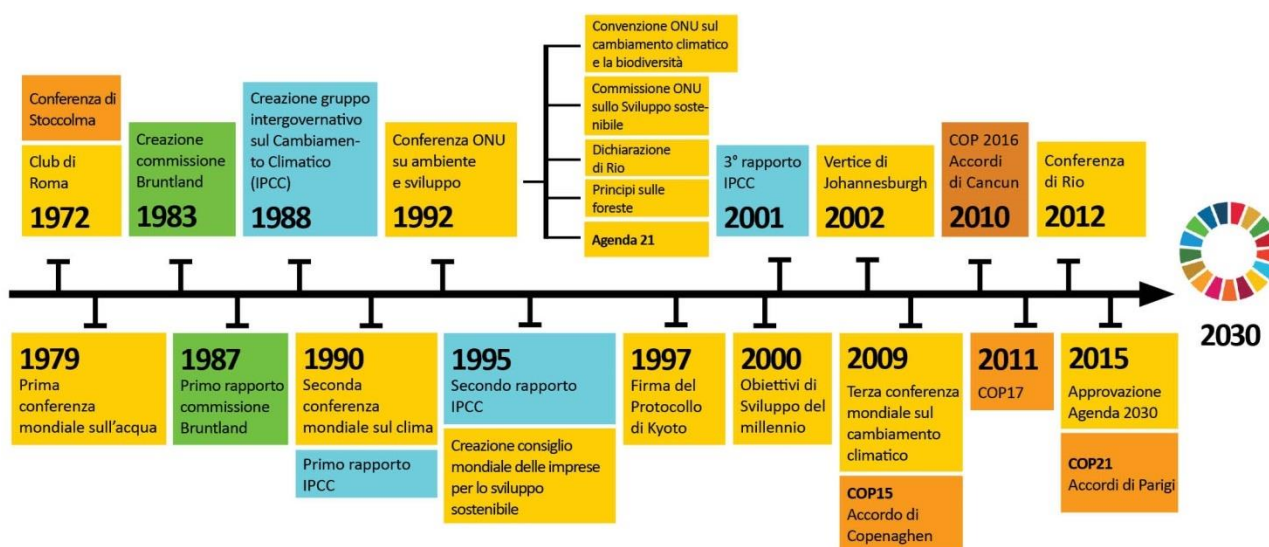 Conferenza di
Stoccolma
Club di
Roma
1972
Creazione
commissione
Bruntland
1983
Creazione gruppo
intergovernativo
sul Cambiamen-
to Climatico
(IPCC)
1988
Conferenza ONU
su ambiente
e sviluppo
1992
Convenzione ONU sul
cambiamento climatico
e la biodiversità
Commissione ONU
sullo Sviluppo soste-
nibile
Dichiarazione
di Rio
Principi sulle
foreste
Agenda 21
3° rapporto
IPCC
2001
Vertice di
Johannesburgh
2002
COP 2016
Accordi
di Cancun
2010
Conferenza
di Rio
2012
2030
1979
Prima
conferenza
mondiale sull'acqua
1987
Primo rapporto
commissione
Bruntland
1990
Seconda
conferenza
mondiale sul clima
Primo rapporto
IPCC
1995
Secondo rapporto
IPCC
Creazione consiglio
mondiale delle imprese
per lo sviluppo
sostenibile
1997
Firma del
Protocollo
di Kyoto
2000
Obiettivi di
Sviluppo del
millennio
2009
Terza conferenza
mondiale sul
cambiamento
climatico
COP15
Accordo di
Copenaghen
2011
COP17
2015
Approvazione
Agenda 2030
COP21
Accordi di Parigi